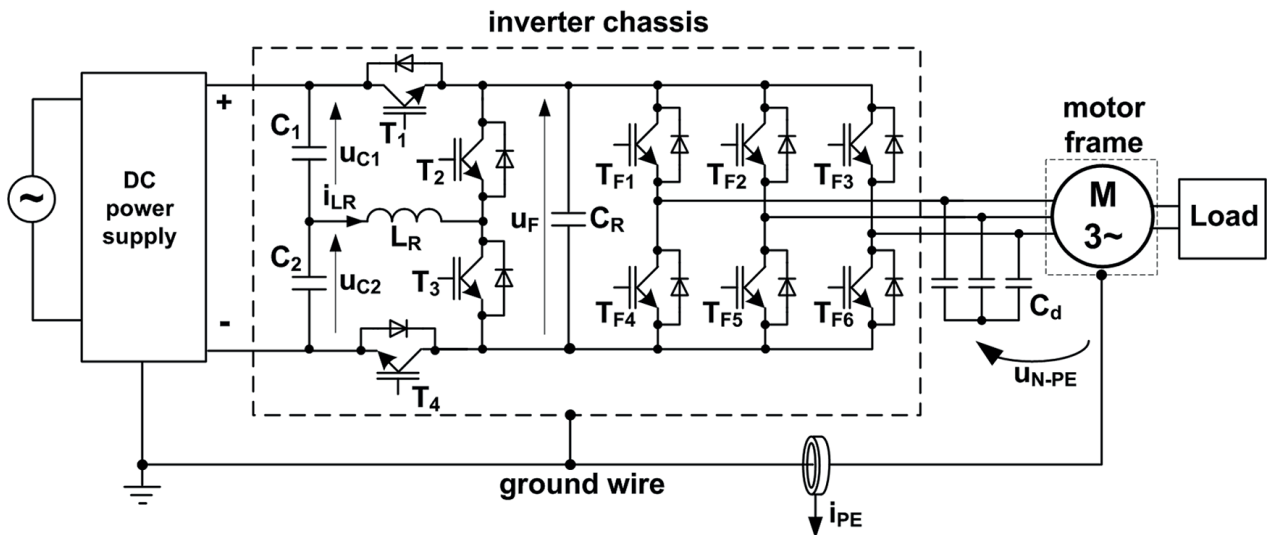 inverter chassis
+
C1
uC1
T1
T2
iLR
LR
C2
uC2
T3
-
T4
uF
CR
TF1
TF2
TF3
TF4
TF5
TF6
DC
power
supply
~
motor
frame
M
3~
Load
Cd
uN-PE
ground wire
iPE